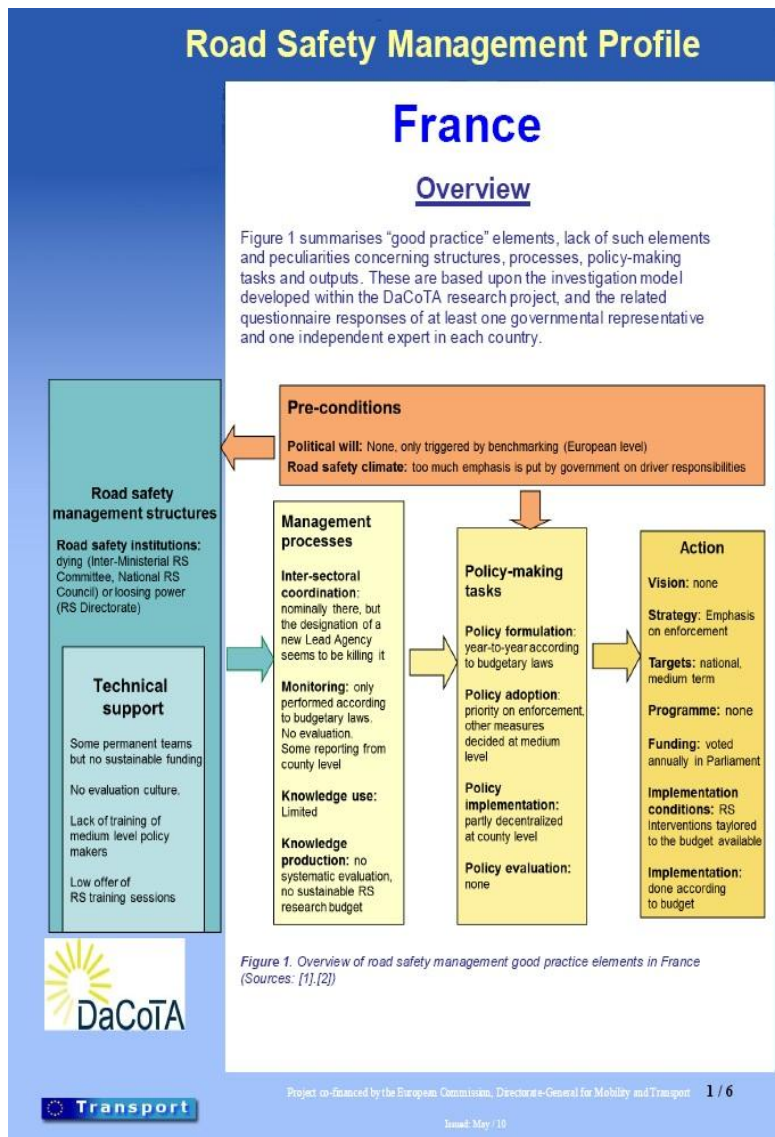 Road Safety Management Profile
France
Overview
Figure 1 summarises “good practice” elements, lack of such elements
and peculiarities concerning structures, processes, policy-making
tasks and outputs. These are based upon the investigation model
developed within the DaCoTA research project, and the related
questionnaire responses of at least one governmental representative
and one independent expert in each country.
Pre-conditions
Political will: None, only triggered by benchmarking (European level)
Road safety climate: too much emphasis is put by government on driver responsibilities
Road safety
management structures
Road safety institutions:
dying (Inter-Ministerial RS
Committee, National RS
Council) or loosing power
(RS Directorate)
Technical
support
Some permanent teams
but no sustainable funding
No evaluation culture.
Lack of training of
medium level policy
makers
Low offer of
RS training sessions
Management
processes
Inter-sectoral
coordination:
nominally there, but
the designation of a
new Lead Agency
seems to be killing it
Monitoring: only
performed according
to budgetary laws.
No evaluation.
Some reporting from
county level
Knowledge use:
Limited
Knowledge
production: no
systematic evaluation,
no sustainable RS
research budget
Policy-making
tasks
Policy formulation:
year-to-year according
to budgetary laws
Policy adoption:
priority on enforcement,
other measures
decided at medium
level
Policy
implementation:
partly decentralized
at county level
Policy evaluation:
none
Action
Vision: none
Strategy: Emphasis
on enforcement
Targets: national,
medium term
Programme: none
Funding: voted
annually in Parliament
Implementation
conditions: RS
Interventions taylored
to the budget available
Implementation:
done according
to budget
Figure 1. Overview of road safety management good practice elements in France
(Sources: [1].[2])
DaCoTA
Project co-financed by the European Commission, Directorate-General for Mobility and Transport 1 / 6
Transport
Issued: May / 10